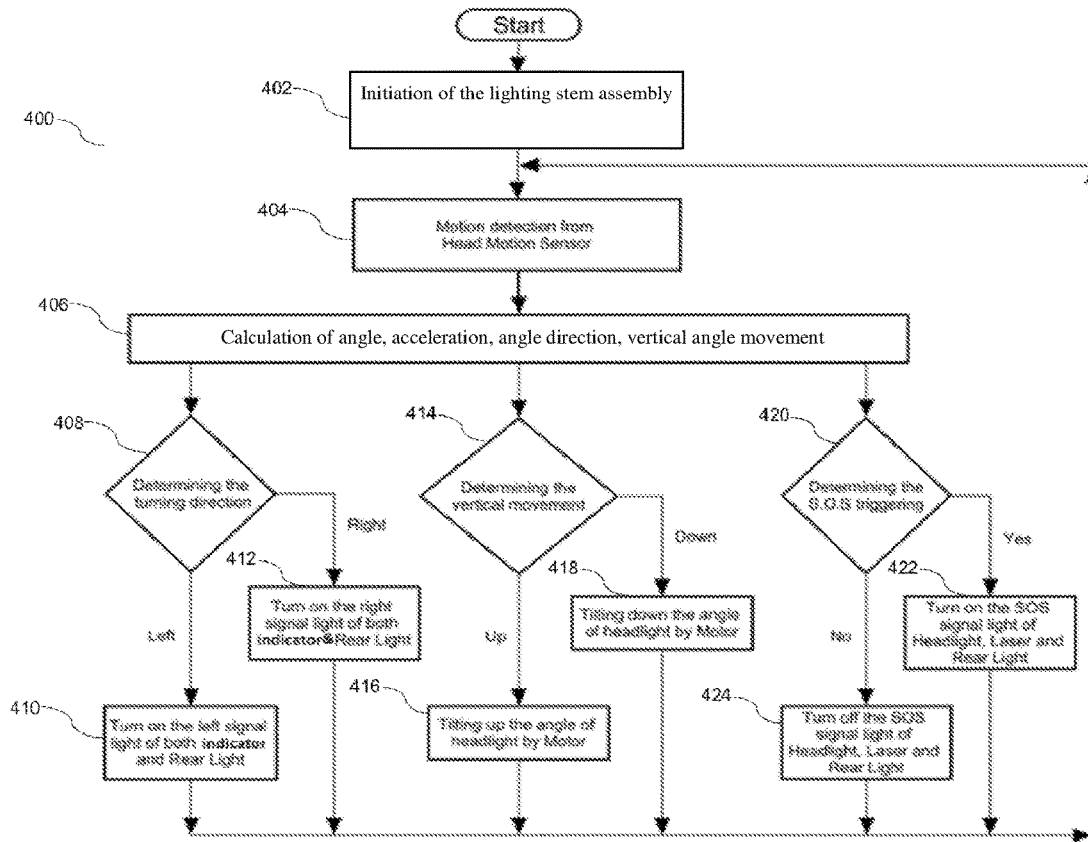 Start
402
Initiation of the lighting stem assembly
400
404
Motion detection from
Head Motion Sensor
406
Calculation of angle, acceleration, angle direction, vertical angle movement
408
Determining the
turning direction
Right
Left
412
Turn on the right
signal light of both
indicator&Rear Light
410
Turn on the left signal
light of both indicator
and Rear Light
414
Determining the
vertical movement
Down
Up
418
Tilting down the angle
of headlight by Motor
416
Tilting up the angle of
headlight by Motor
420
Determining the
S.O.S triggering
Yes
No
422
Turn on the SOS
signal light of
Headlight, Laser and
Rear Light
424
Turn off the SOS
signal light of
Headlight, Laser and
Rear Light